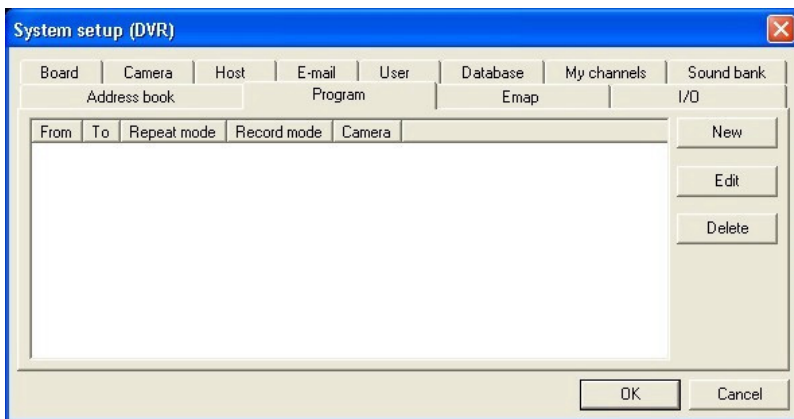 System setup (DVR)
Board Camera Host E-mail User Database My channels Sound bank
Address book Program Emap I/O
From To Repeat mode Record mode Camera
New
Edit
Delete
OK Cancel